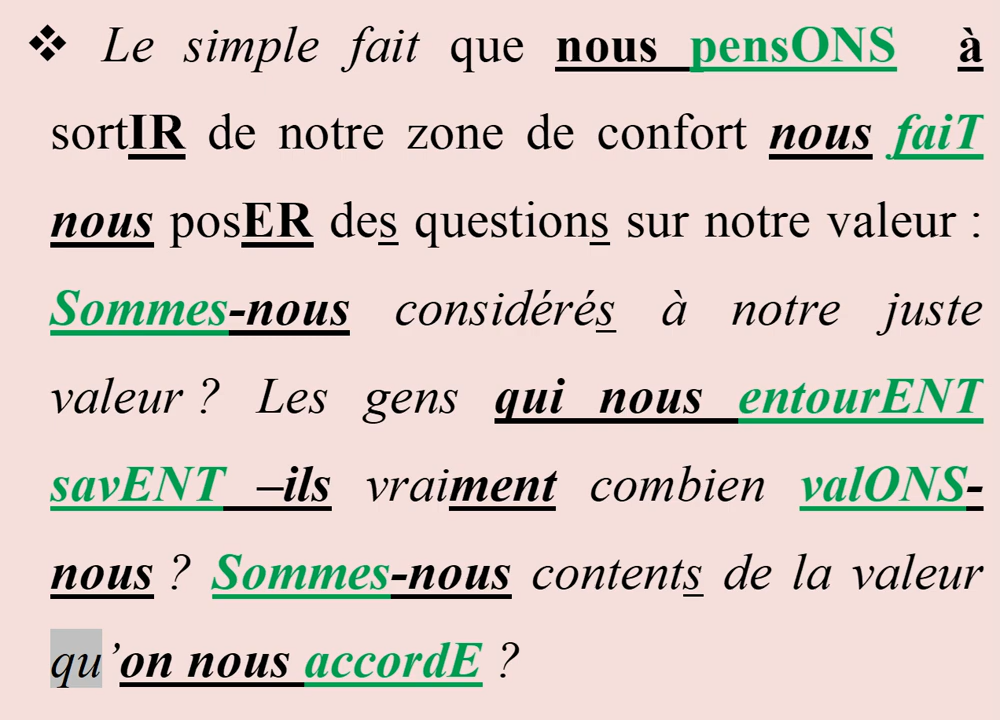 ❖ Le simple fait que nous pensONS à
sortIR de notre zone de confort nous faiT
nous posER des questions sur notre valeur :
Sommes-nous considérés à notre juste
valeur ? Les gens qui nous entourENT
savENT –ils vraiment combien valONS-
nous ? Sommes-nous contents de la valeur
qu’on nous accordE ?